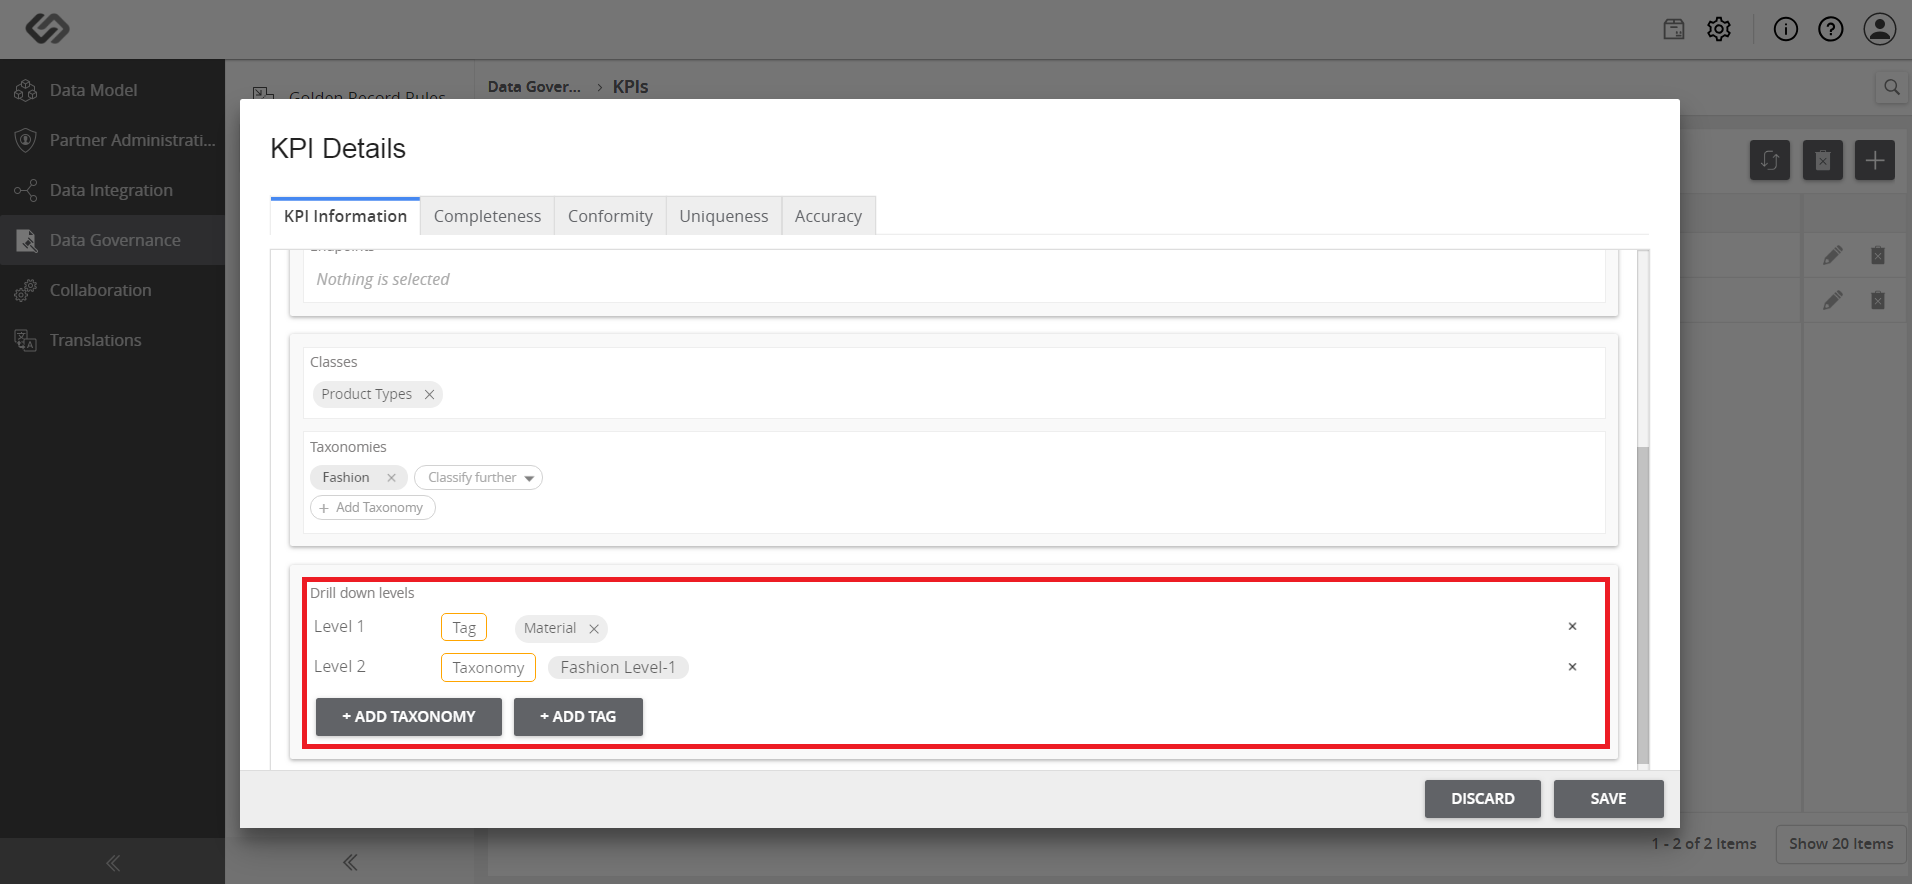 Data Model
Partner Administrati...
Data Integration
Data Governance
Collaboration
Translations
Golden Record Rules
Data Gover... › KPIs
KPI Details
KPI Information
Completeness
Conformity
Uniqueness
Accuracy
Endpoints
Nothing is selected
Classes
Product Types
Taxonomies
Fashion
Classify further
+ Add Taxonomy
Drill down levels
Level 1 Tag Material
Level 2 Taxonomy Fashion Level-1
+ ADD TAXONOMY + ADD TAG
DISCARD SAVE
1 - 2 of 2 Items Show 20 Items